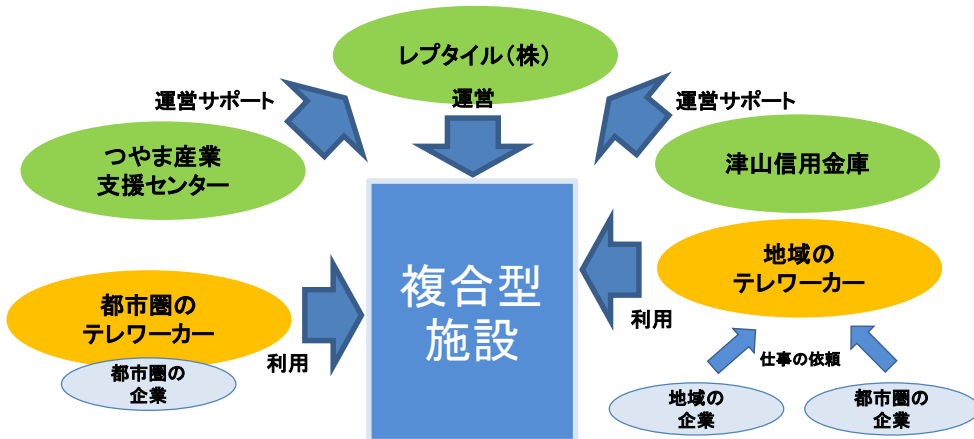 レプタイル（株）
運営
運営サポート
運営サポート
つやま産業
支援センター
津山信用金庫
複合型
施設
地域の
テレワーカー
都市圏の
テレワーカー
利用
利用
都市圏の
企業
仕事の依頼
地域の
企業
都市圏の
企業